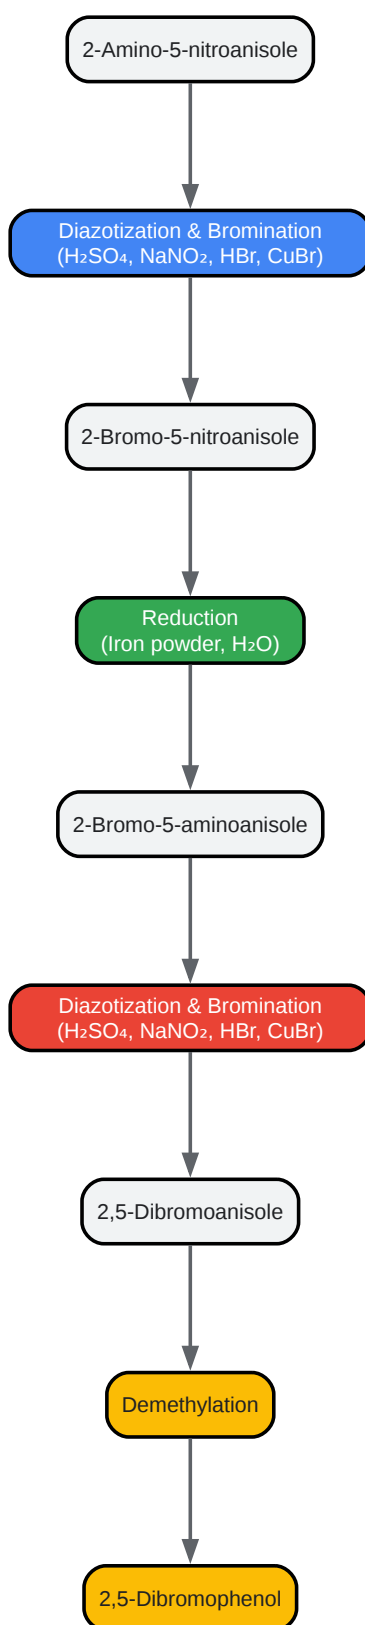 2-Amino-5-nitroanisole
Diazotization & Bromination
(H₂SO₄, NaNO₂, HBr, CuBr)
2-Bromo-5-nitroanisole
Reduction
(Iron powder, H₂O)
2-Bromo-5-aminoanisole
Diazotization & Bromination
(H₂SO₄, NaNO₂, HBr, CuBr)
2,5-Dibromoanisole
Demethylation
2,5-Dibromophenol